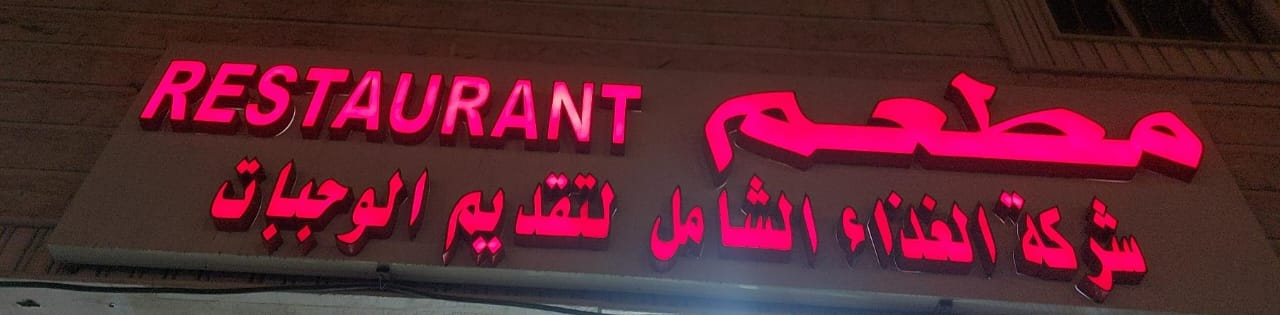 RESTAURANT مطعم
شركة الغذاء الشامل لتقديم الوجبات